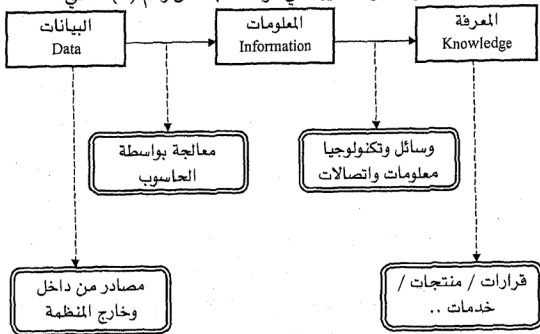 البيانات
Data
المعلومات
Information
المعرفة
Knowledge
معالجة بواسطة
الحاسوب
وسائل وتكنولوجيا
معلومات واتصالات
مصادر من داخل
وخارج المنظمة
قرارات / منتجات /
خدمات ..